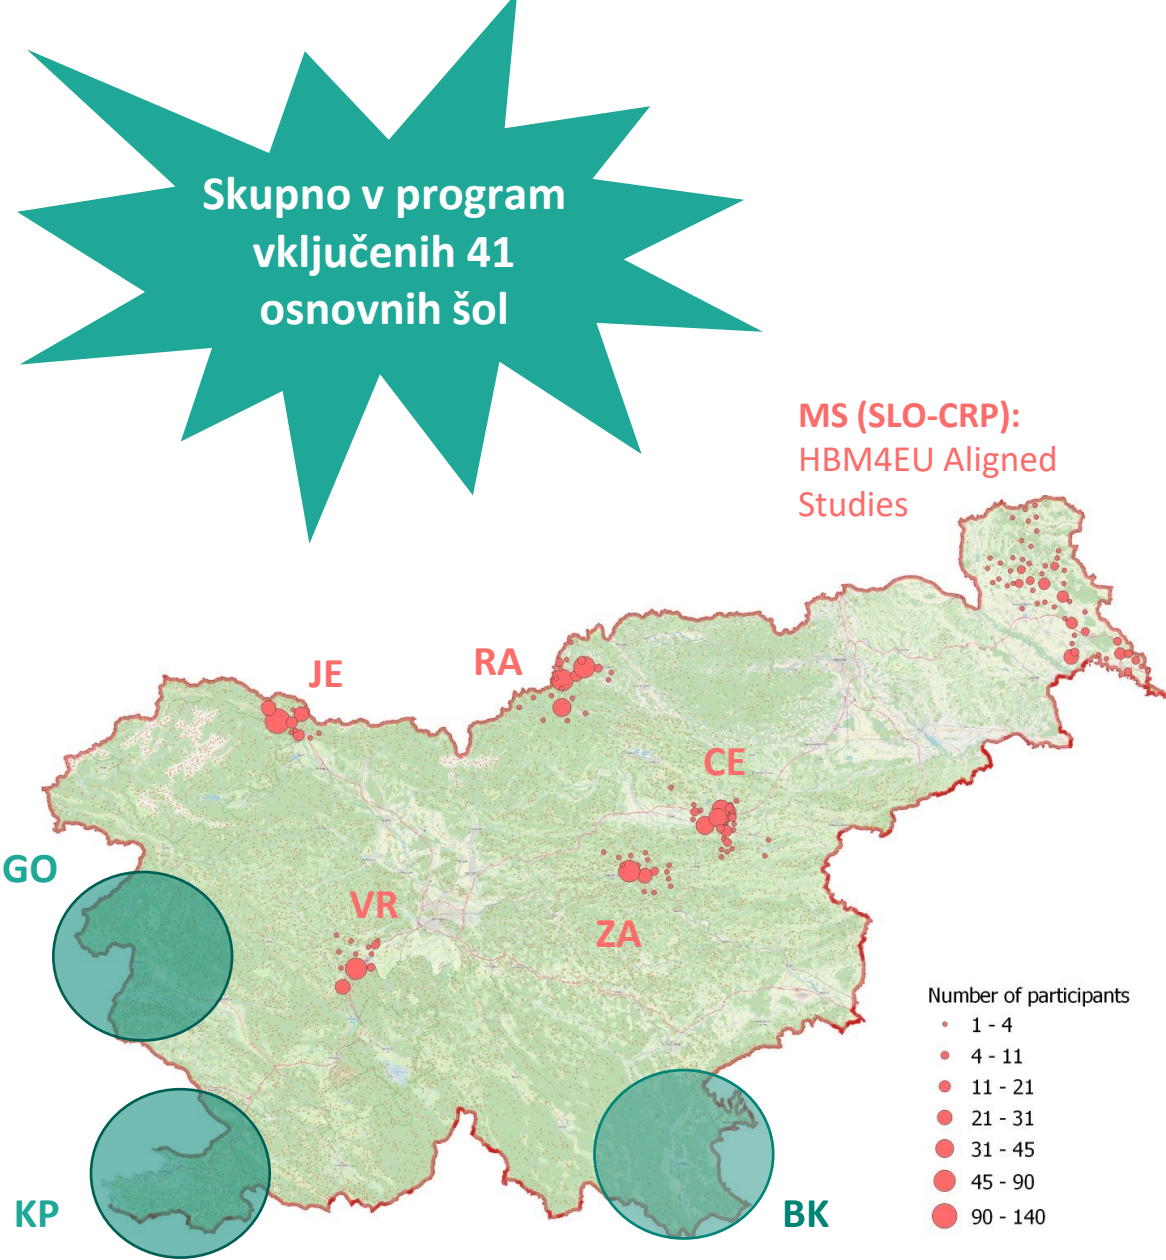 Skupno v program
vključenih 41
osnovnih šol
MS (SLO-CRP):
HBM4EU Aligned
Studies
JE
RA
CE
GO
VR
ZA
KP
BK
Number of participants
1 - 4
4 - 11
11 - 21
21 - 31
31 - 45
45 - 90
90 - 140